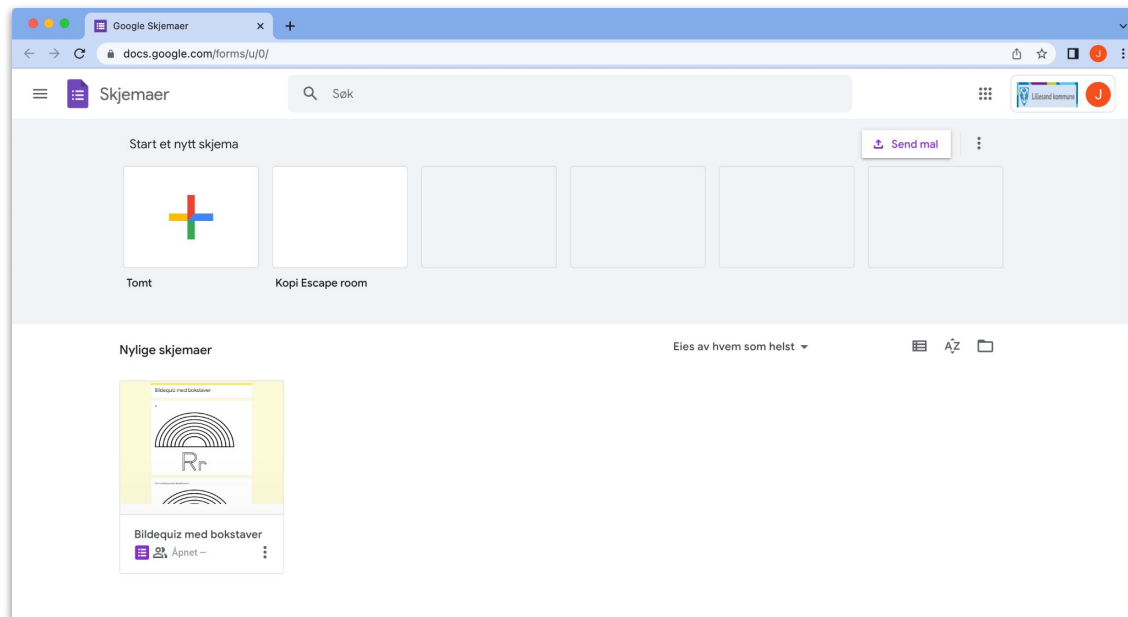 Google Skjemaer
docs.google.com/forms/u/0/
J
Skjemaer
Søk
Lillesand kommune
J
Start et nytt skjema
Send mal
Tomt
Kopi Escape room
Nylige skjemaer
Eies av hvem som helst
AZ
Bildequiz med bokstaver
Rr
Bildequiz med bokstaver
Åpnet –